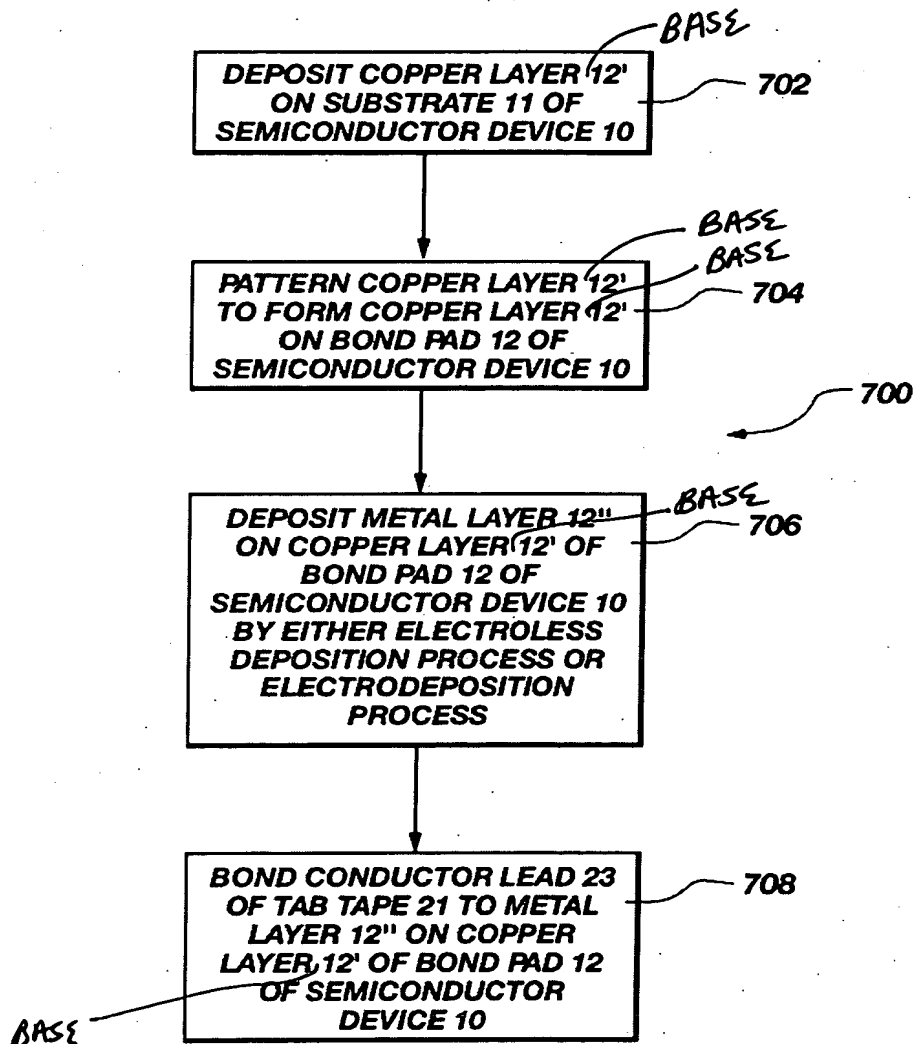 BASE
DEPOSIT COPPER LAYER 12'
ON SUBSTRATE 11 OF
SEMICONDUCTOR DEVICE 10
702
BASE
BASE
PATTERN COPPER LAYER 12'
TO FORM COPPER LAYER 12'
ON BOND PAD 12 OF
SEMICONDUCTOR DEVICE 10
704
700
BASE
DEPOSIT METAL LAYER 12"
ON COPPER LAYER 12' OF
BOND PAD 12 OF
SEMICONDUCTOR DEVICE 10
BY EITHER ELECTROLESS
DEPOSITION PROCESS OR
ELECTRODEPOSITION
PROCESS
706
BOND CONDUCTOR LEAD 23
OF TAB TAPE 21 TO METAL
LAYER 12" ON COPPER
LAYER 12' OF BOND PAD 12
OF SEMICONDUCTOR
DEVICE 10
708
BASE